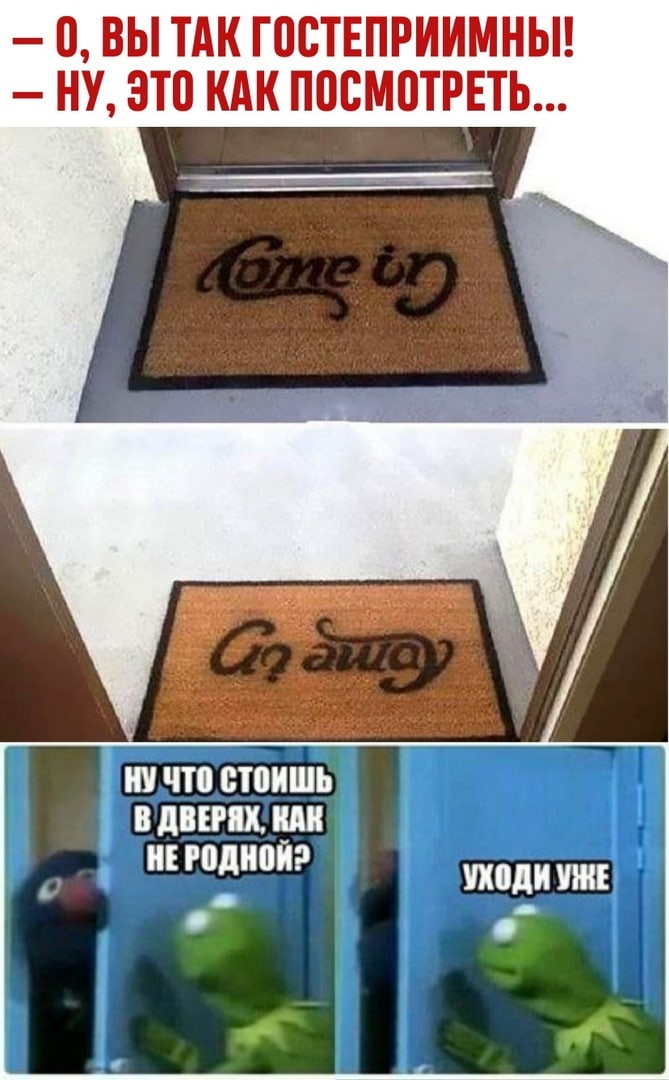 – О, ВЫ ТАК ГОСТЕПРИИМНЫ!
– НУ, ЭТО КАК ПОСМОТРЕТЬ...
Come in
Go away
НУ ЧТО СТОИШЬ
В ДВЕРЯХ, КАК
НЕ РОДНОЙ?
УХОДИ УЖЕ